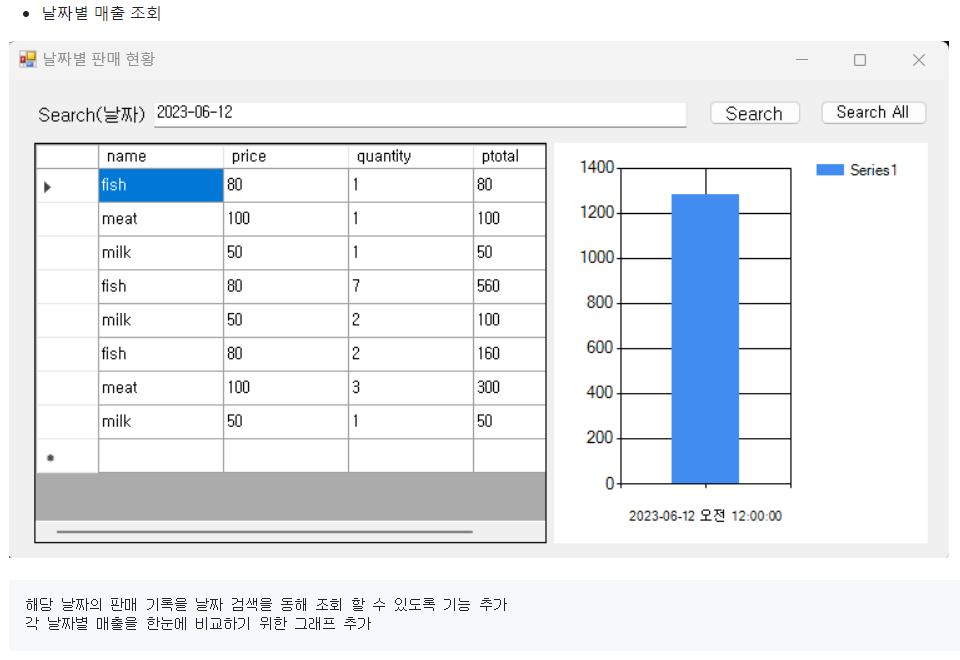 날짜별 매출 조회
날짜별 판매 현황
Search(날짜) 2023-06-12 Search Search All
name price quantity ptotal
fish 80 1 80
meat 100 1 100
milk 50 1 50
fish 80 7 560
milk 50 2 100
fish 80 2 160
meat 100 3 300
milk 50 1 50
1400
1200
1000
800
600
400
200
0
2023-06-12 오전 12:00:00
Series1
해당 날짜의 판매 기록을 날짜 검색을 통해 조회 할 수 있도록 기능 추가
각 날짜별 매출을 한눈에 비교하기 위한 그래프 추가